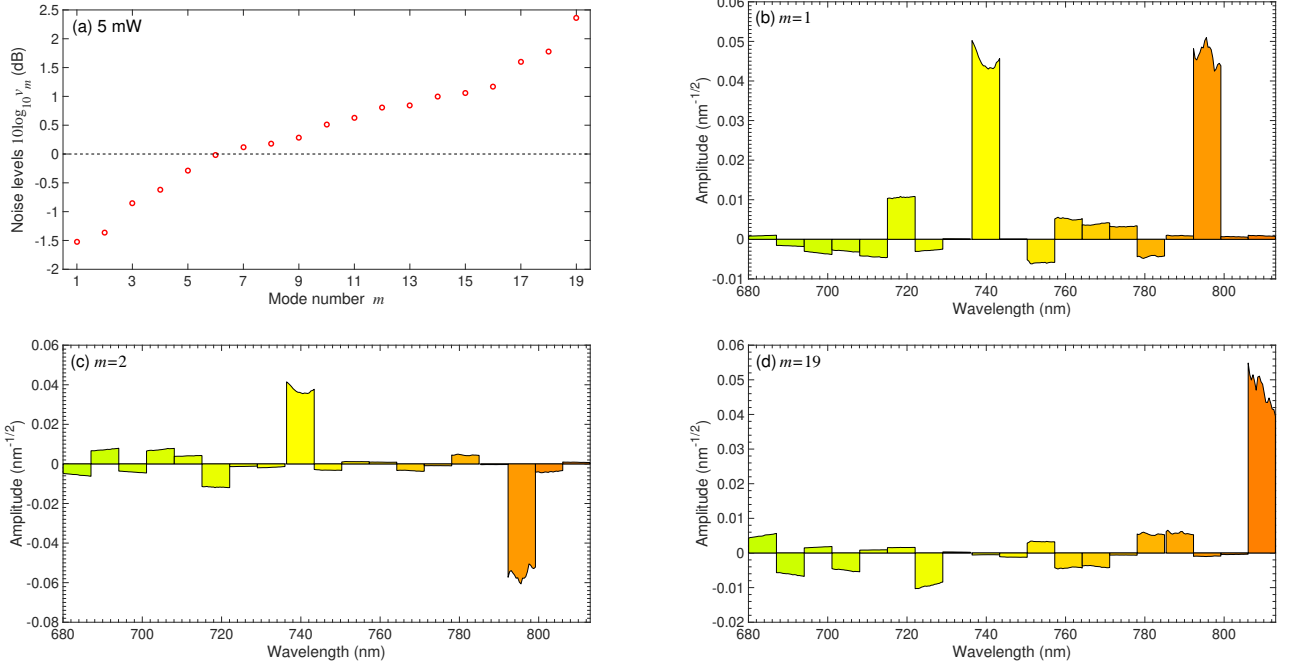 (a) 5 mW
Noise levels 10log10 vm (dB)
2.5
2
1.5
1
0.5
0
-0.5
-1
-1.5
-2
1 3 5 7 9 11 13 15 17 19
Mode number m
(b) m=1
Amplitude (nm-1/2)
0.06
0.05
0.04
0.03
0.02
0.01
0
-0.01
680 700 720 740 760 780 800
Wavelength (nm)
(c) m=2
Amplitude (nm-1/2)
0.06
0.04
0.02
0
-0.02
-0.04
-0.06
-0.08
680 700 720 740 760 780 800
Wavelength (nm)
(d) m=19
Amplitude (nm-1/2)
0.06
0.05
0.04
0.03
0.02
0.01
0
-0.01
-0.02
680 700 720 740 760 780 800
Wavelength (nm)